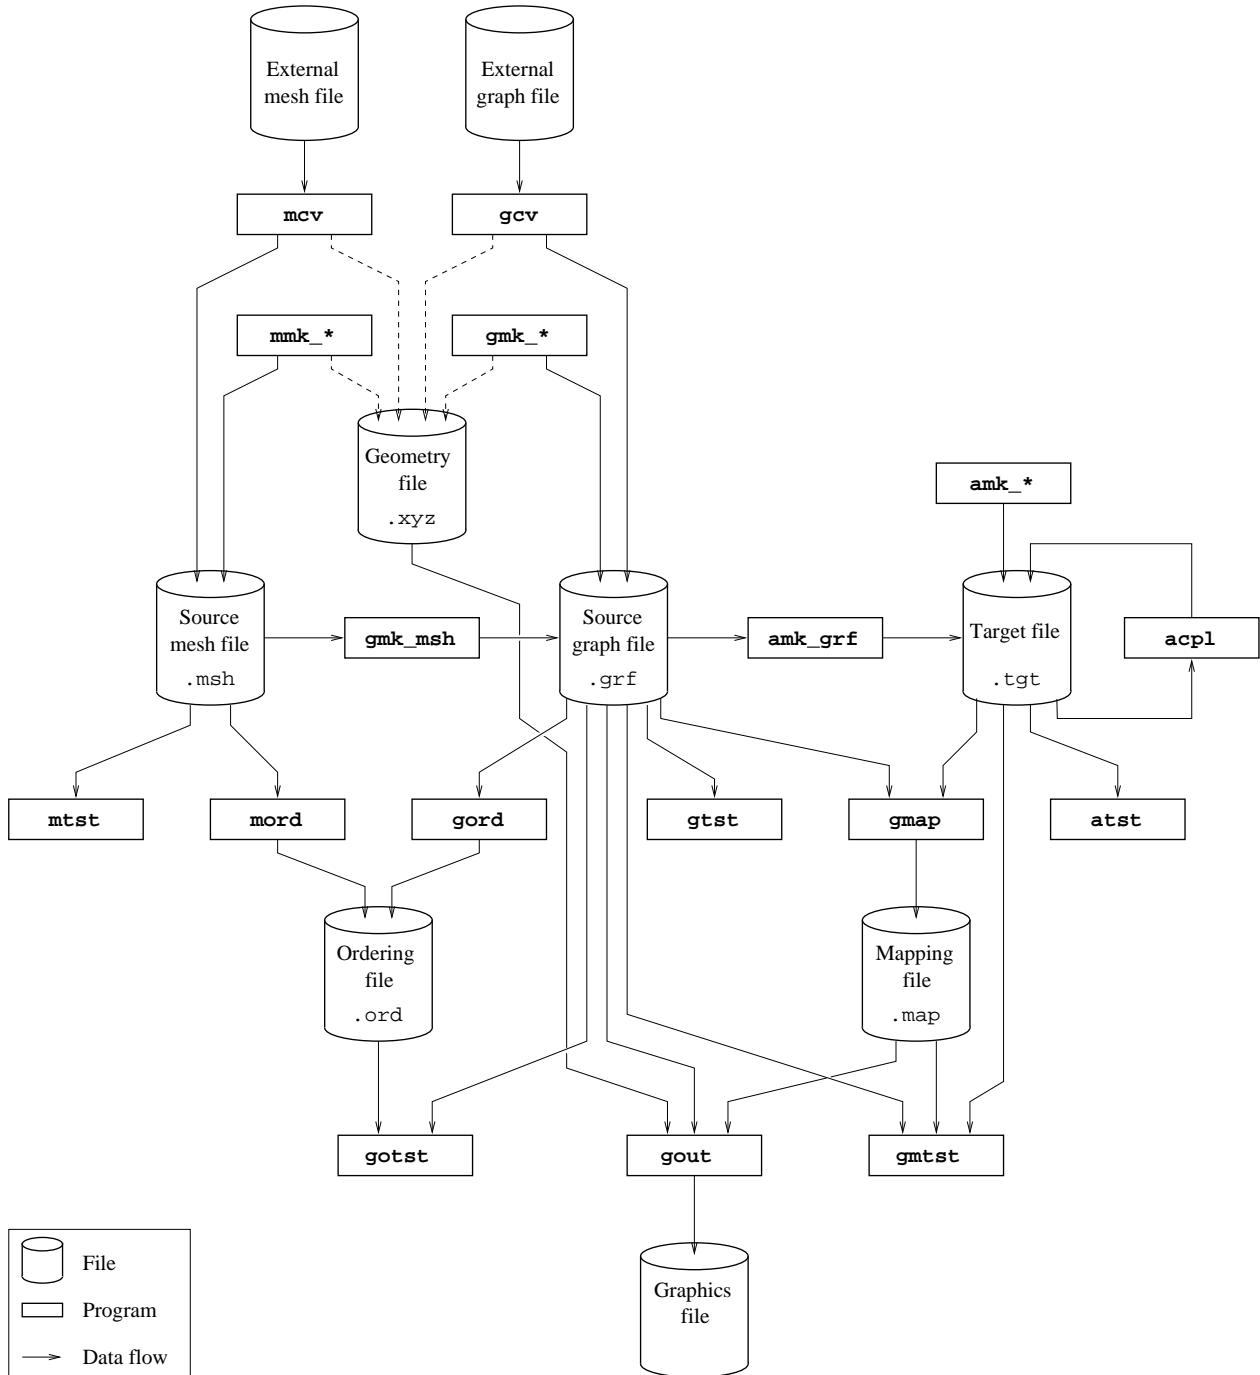 External
mesh file
External
graph file
mcv
gcv
mmk_*
gmk_*
Geometry
file
.xyz
amk_*
Source
mesh file
.msh
gmk_msh
Source
graph file
.grf
amk_grf
Target file
.tgt
acpl
mtst
mord
gord
gtst
gmap
atst
Ordering
file
.ord
Mapping
file
.map
gotst
gout
gmtst
Graphics
file
File
Program
Data flow